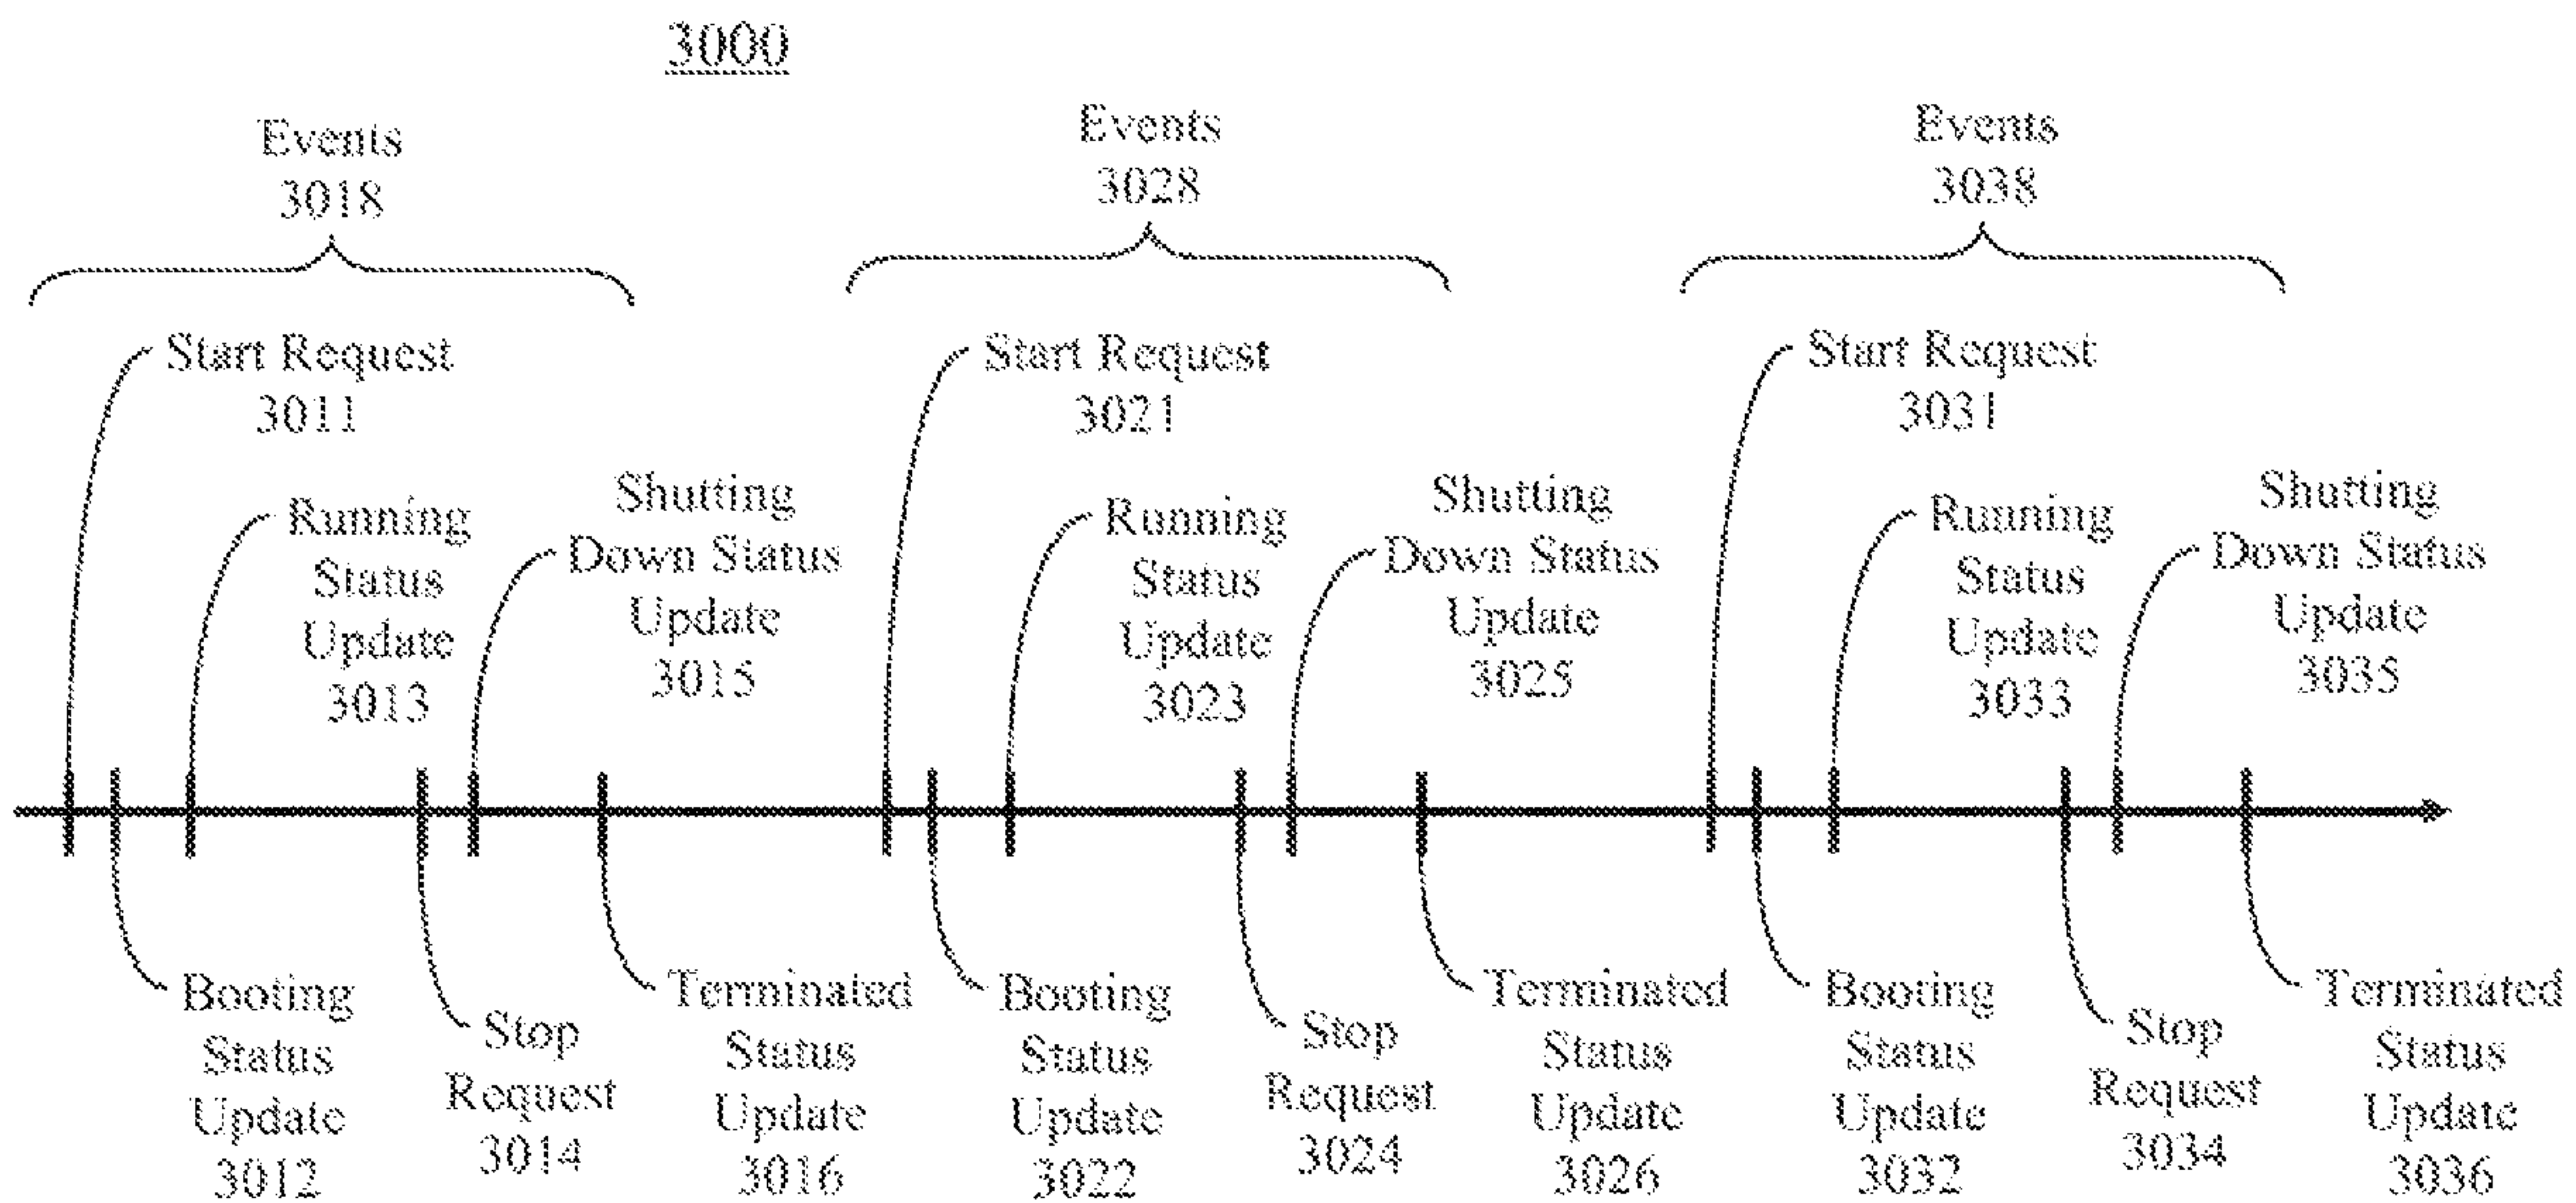 3000
Events
3018
Events
3028
Events
3038
Start Request
3011
Start Request
3021
Start Request
3031
Running
Status
Update
3013
Shutting
Down Status
Update
3015
Running
Status
Update
3023
Shutting
Down Status
Update
3025
Running
Status
Update
3033
Shutting
Down Status
Update
3035
Booting
Status
Update
3012
Stop
Request
3014
Terminated
Status
Update
3016
Booting
Status
Update
3022
Stop
Request
3024
Terminated
Status
Update
3026
Booting
Status
Update
3032
Stop
Request
3034
Terminated
Status
Update
3036